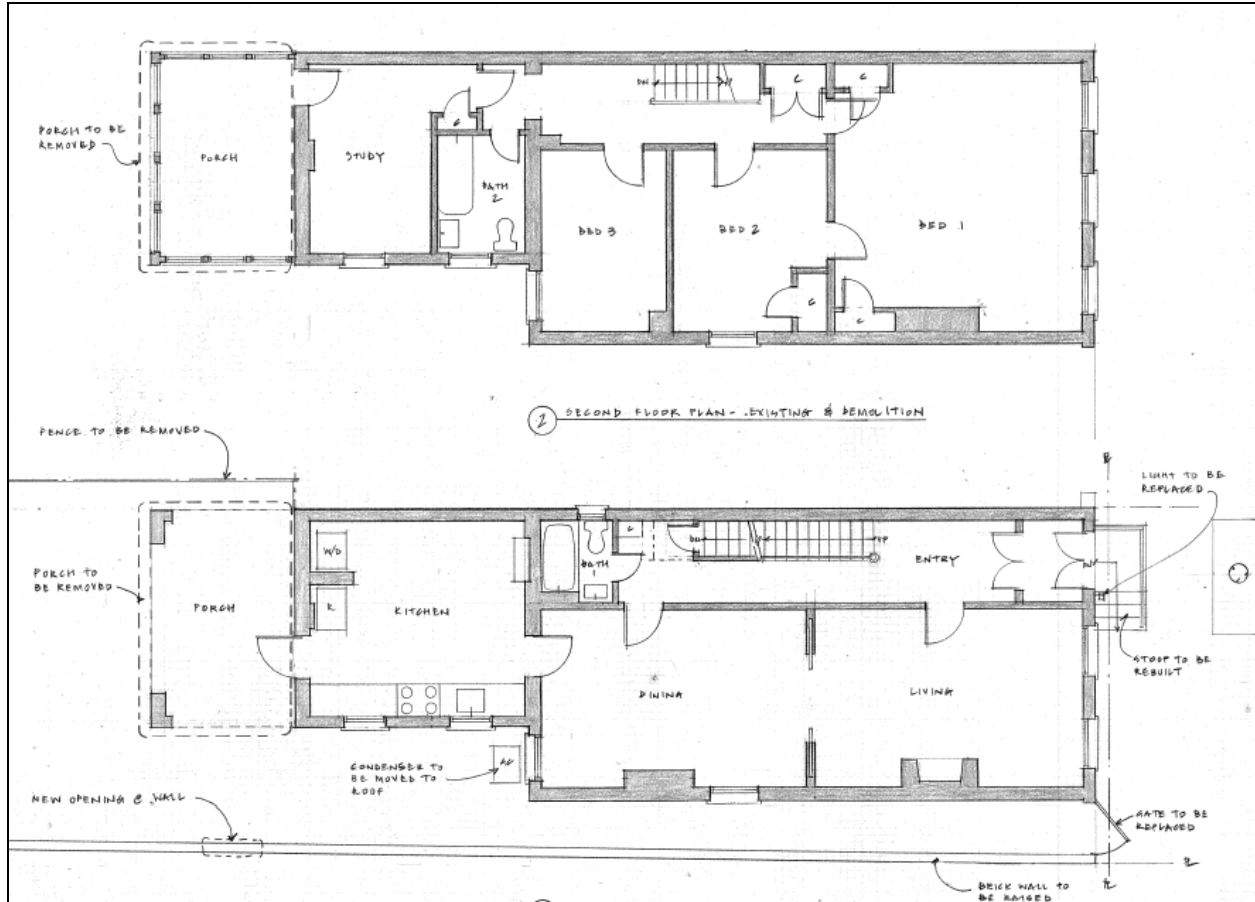 PORCH TO BE
REMOVED
PORCH
STUDY
C
BATH
2
BED 3
DN
UP
C
C
BED 2
C
C
BED 1
2 SECOND FLOOR PLAN - EXISTING & DEMOLITION
FENCE TO BE REMOVED
LIGHT TO BE
REPLACED
PORCH TO
BE REMOVED
PORCH
W/D
R
KITCHEN
BATH
1
C
DN
UP
ENTRY
STOOP TO BE
REBUILT
DINING
LIVING
AC
CONDENSER TO
BE MOVED TO
ROOF
NEW OPENING @ WALL
GATE TO BE
REPLACED
BRICK WALL TO
BE RAISED